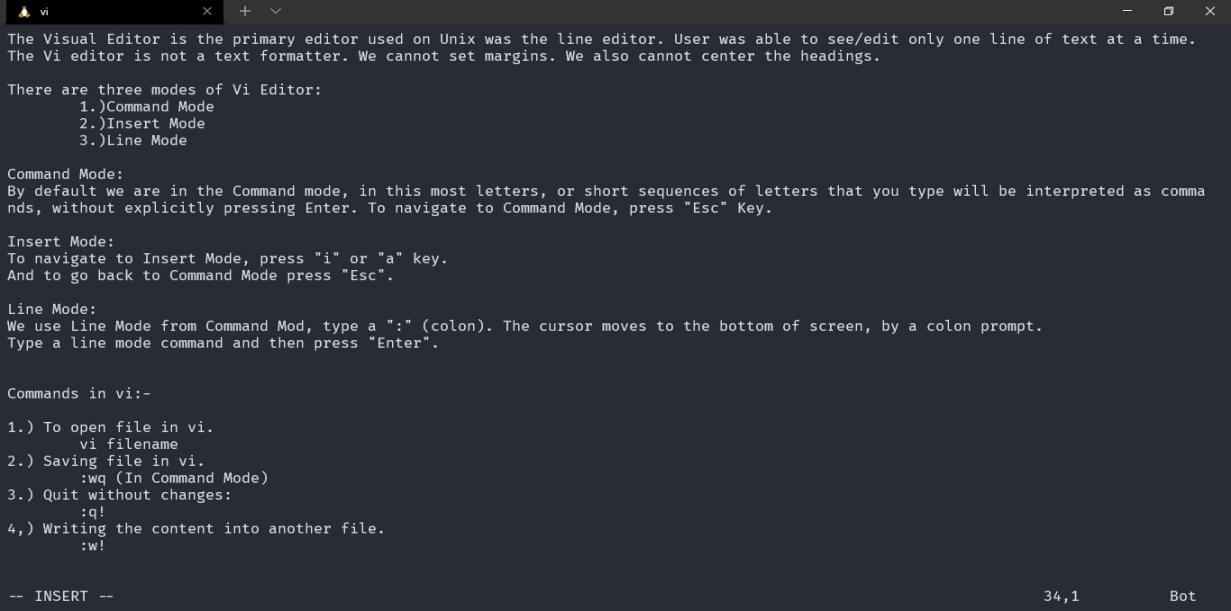 vi
The Visual Editor is the primary editor used on Unix was the line editor. User was able to see/edit only one line of text at a time.
The Vi editor is not a text formatter. We cannot set margins. We also cannot center the headings.
There are three modes of Vi Editor:
1.)Command Mode
2.)Insert Mode
3.)Line Mode
Command Mode:
By default we are in the Command mode, in this most letters, or short sequences of letters that you type will be interpreted as comma
nds, without explicitly pressing Enter. To navigate to Command Mode, press "Esc" Key.
Insert Mode:
To navigate to Insert Mode, press "i" or "a" key.
And to go back to Command Mode press "Esc".
Line Mode:
We use Line Mode from Command Mod, type a ":" (colon). The cursor moves to the bottom of screen, by a colon prompt.
Type a line mode command and then press "Enter".
Commands in vi:-
1.) To open file in vi.
vi filename
2.) Saving file in vi.
:wq (In Command Mode)
3.) Quit without changes:
:q!
4,) Writing the content into another file.
:w!
-- INSERT -- 34,1 Bot